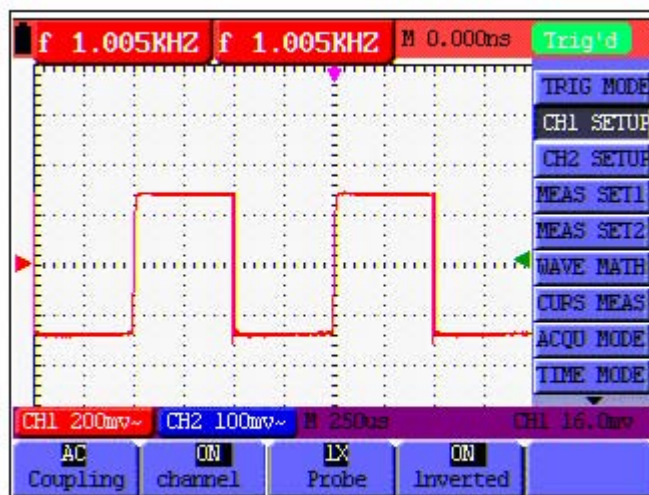 f 1.005KHZ f 1.005KHZ M 0.000ns Trig'd
TRIG MODE
CH1 SETUP
CH2 SETUP
MEAS SET1
MEAS SET2
WAVE MATH
CURS MEAS
ACQU MODE
TIME MODE
CH1 200mv~ CH2 100mv~ M 250us CH1 16.0mv
AC ON 1X ON
Coupling channel Probe Inverted